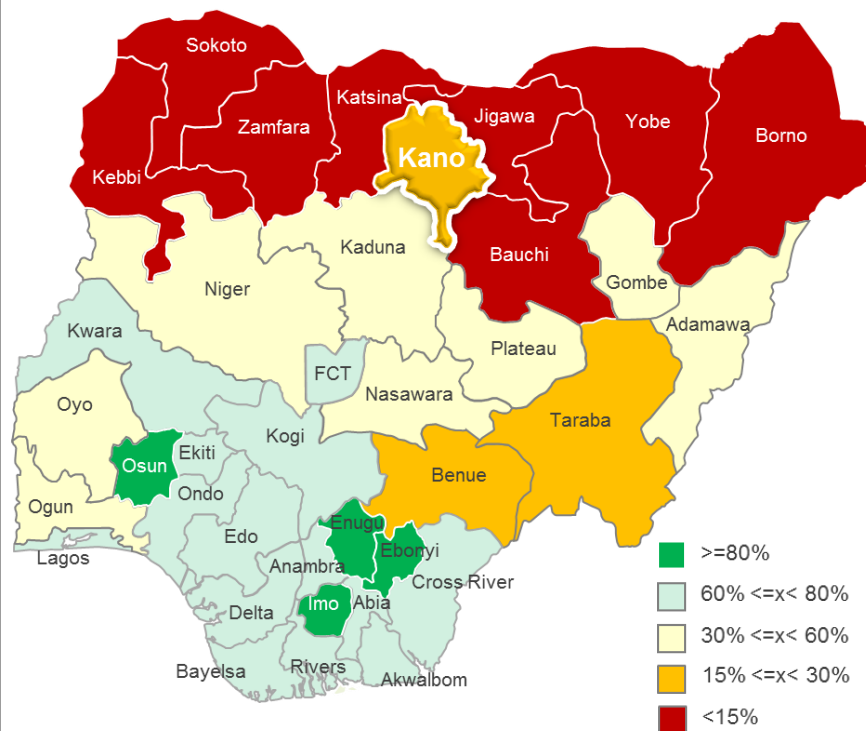 Sokoto
Katsina
Jigawa
Yobe
Zamfara
Borno
Kano
Kebbi
Kaduna
Bauchi
Gombe
Niger
Adamawa
Kwara
Plateau
FCT
Nasawara
Oyo
Taraba
Kogi
Ekiti
Osun
Benue
Ondo
Ogun
Enugu
Edo
Ebonyi
Lagos
Anambra
Cross River
Imo
Abia
Delta
Bayelsa
Rivers
Akwalbom
>=80%
60% <=x< 80%
30% <=x< 60%
15% <=x< 30%
<15%